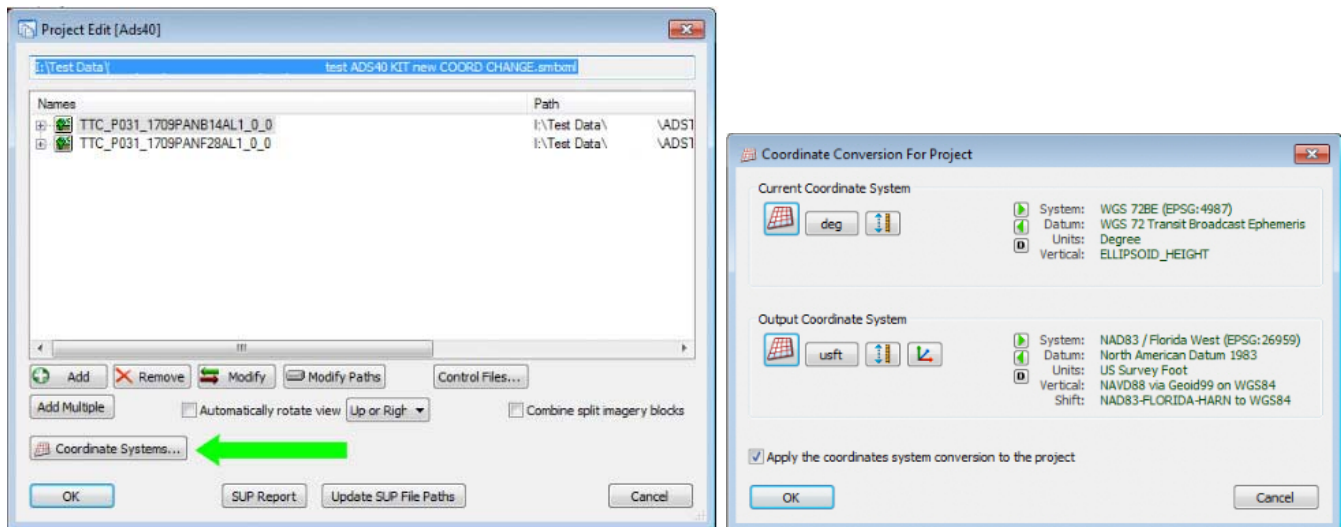 Project Edit [Ads40]
I:\Test Data\ test ADS40 KIT new COORD CHANGE.smtxml
Names Path
TTC_P031_1709PANB14AL1_0_0 I:\Test Data\ \ADST
TTC_P031_1709PANF28AL1_0_0 I:\Test Data\ \ADST
Add Remove Modify Modify Paths Control Files...
Add Multiple Automatically rotate view Up or Righ Combine split imagery blocks
Coordinate Systems...
OK SUP Report Update SUP File Paths Cancel
Coordinate Conversion For Project
Current Coordinate System
deg
System: WGS 72BE (EPSG:4987)
Datum: WGS 72 Transit Broadcast Ephemeris
D
Units: Degree
Vertical: ELLIPSOID_HEIGHT
Output Coordinate System
usft
System: NAD83 / Florida West (EPSG:26959)
Datum: North American Datum 1983
D
Units: US Survey Foot
Vertical: NAVD88 via Geoid99 on WGS84
Shift: NAD83-FLORIDA-HARN to WGS84
Apply the coordinates system conversion to the project
OK Cancel